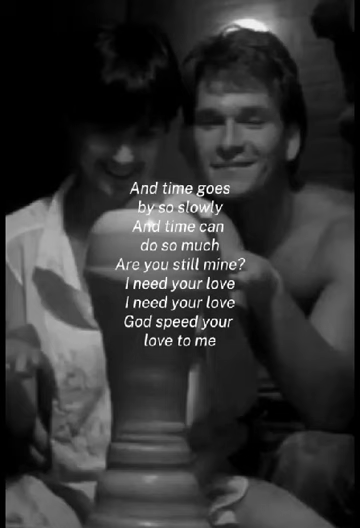 And time goes
by so slowly
And time can
do so much
Are you still mine?
I need your love
I need your love
God speed your
love to me